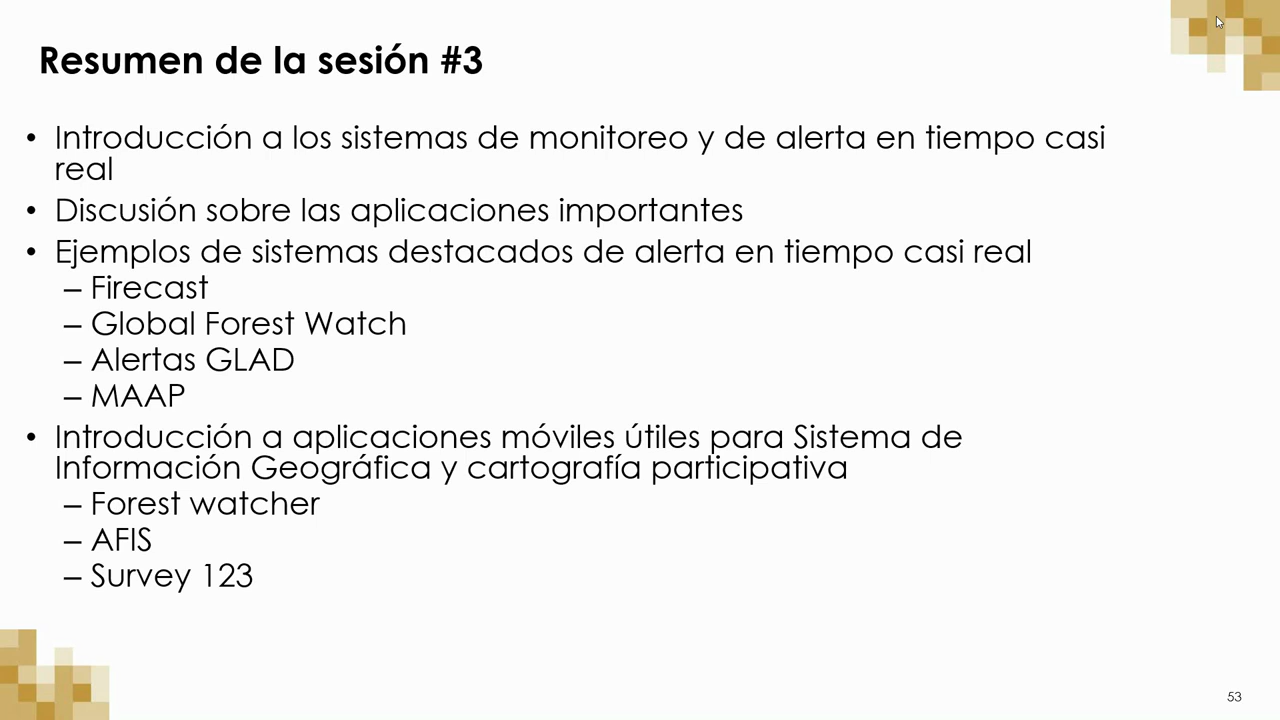 Resumen de la sesión #3
• Introducción a los sistemas de monitoreo y de alerta en tiempo casi
real
• Discusión sobre las aplicaciones importantes
• Ejemplos de sistemas destacados de alerta en tiempo casi real
– Firecast
– Global Forest Watch
– Alertas GLAD
– MAAP
• Introducción a aplicaciones móviles útiles para Sistema de
Información Geográfica y cartografía participativa
– Forest watcher
– AFIS
– Survey 123
53